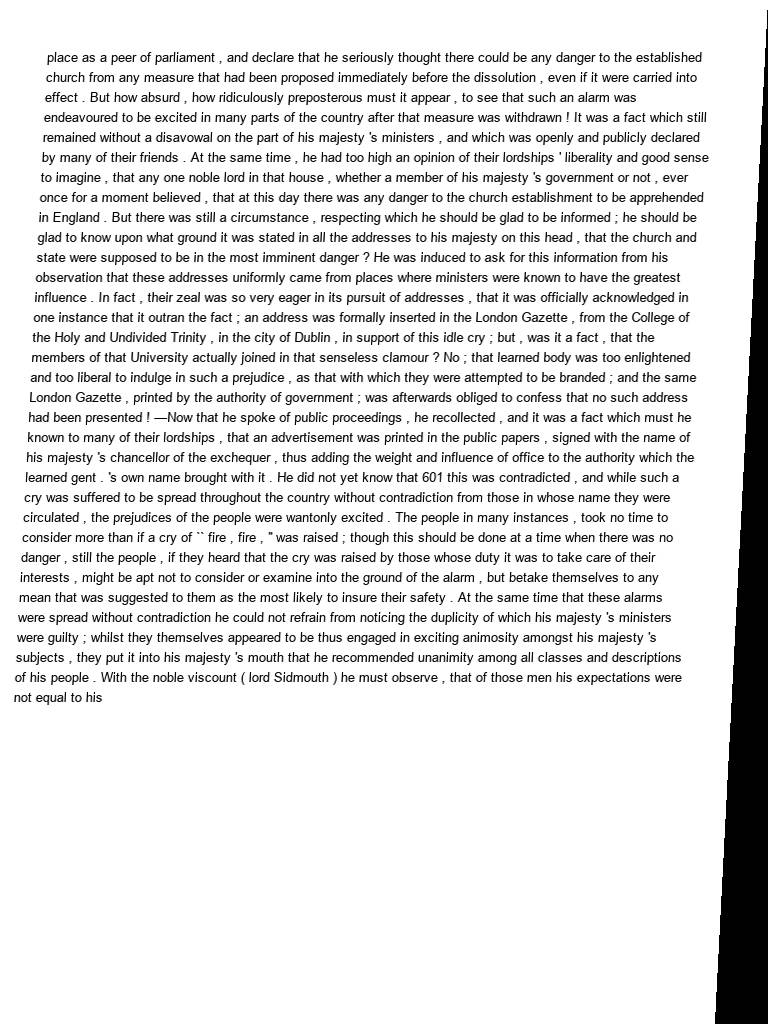 place as a peer of parliament , and declare that he seriously thought there could be any danger to the established
church from any measure that had been proposed immediately before the dissolution , even if it were carried into
effect . But how absurd , how ridiculously preposterous must it appear , to see that such an alarm was
endeavoured to be excited in many parts of the country after that measure was withdrawn ! It was a fact which still
remained without a disavowal on the part of his majesty 's ministers , and which was openly and publicly declared
by many of their friends . At the same time , he had too high an opinion of their lordships ' liberality and good sense
to imagine , that any one noble lord in that house , whether a member of his majesty 's government or not , ever
once for a moment believed , that at this day there was any danger to the church establishment to be apprehended
in England . But there was still a circumstance , respecting which he should be glad to be informed ; he should be
glad to know upon what ground it was stated in all the addresses to his majesty on this head , that the church and
state were supposed to be in the most imminent danger ? He was induced to ask for this information from his
observation that these addresses uniformly came from places where ministers were known to have the greatest
influence . In fact , their zeal was so very eager in its pursuit of addresses , that it was officially acknowledged in
one instance that it outran the fact ; an address was formally inserted in the London Gazette , from the College of
the Holy and Undivided Trinity , in the city of Dublin , in support of this idle cry ; but , was it a fact , that the
members of that University actually joined in that senseless clamour ? No ; that learned body was too enlightened
and too liberal to indulge in such a prejudice , as that with which they were attempted to be branded ; and the same
London Gazette , printed by the authority of government ; was afterwards obliged to confess that no such address
had been presented ! —Now that he spoke of public proceedings , he recollected , and it was a fact which must he
known to many of their lordships , that an advertisement was printed in the public papers , signed with the name of
his majesty 's chancellor of the exchequer , thus adding the weight and influence of office to the authority which the
learned gent . 's own name brought with it . He did not yet know that 601 this was contradicted , and while such a
cry was suffered to be spread throughout the country without contradiction from those in whose name they were
circulated , the prejudices of the people were wantonly excited . The people in many instances , took no time to
consider more than if a cry of `` fire , fire , '' was raised ; though this should be done at a time when there was no
danger , still the people , if they heard that the cry was raised by those whose duty it was to take care of their
interests , might be apt not to consider or examine into the ground of the alarm , but betake themselves to any
mean that was suggested to them as the most likely to insure their safety . At the same time that these alarms
were spread without contradiction he could not refrain from noticing the duplicity of which his majesty 's ministers
were guilty ; whilst they themselves appeared to be thus engaged in exciting animosity amongst his majesty 's
subjects , they put it into his majesty 's mouth that he recommended unanimity among all classes and descriptions
of his people . With the noble viscount ( lord Sidmouth ) he must observe , that of those men his expectations were
not equal to his